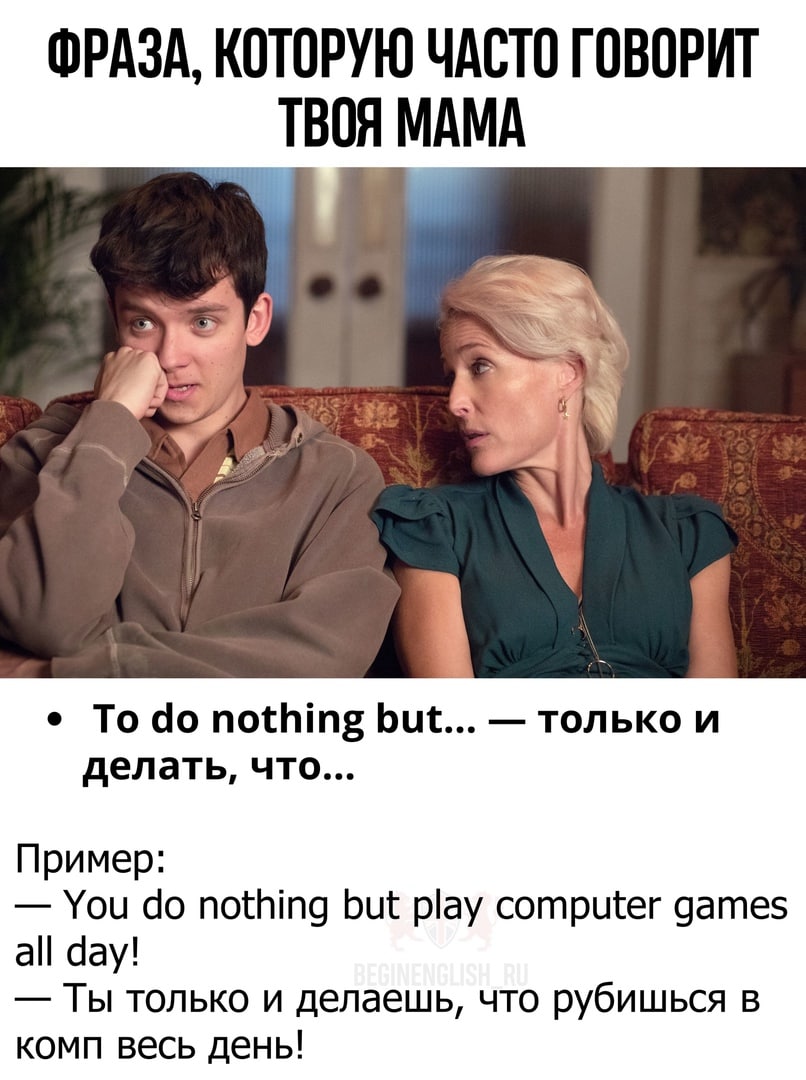 ФРАЗА, КОТОРУЮ ЧАСТО ГОВОРИТ
ТВОЯ МАМА
• To do nothing but... — только и
делать, что...
Пример:
— You do nothing but play computer games
all day!
BEGINENGLISH_RU
— Ты только и делаешь, что рубишься в
комп весь день!